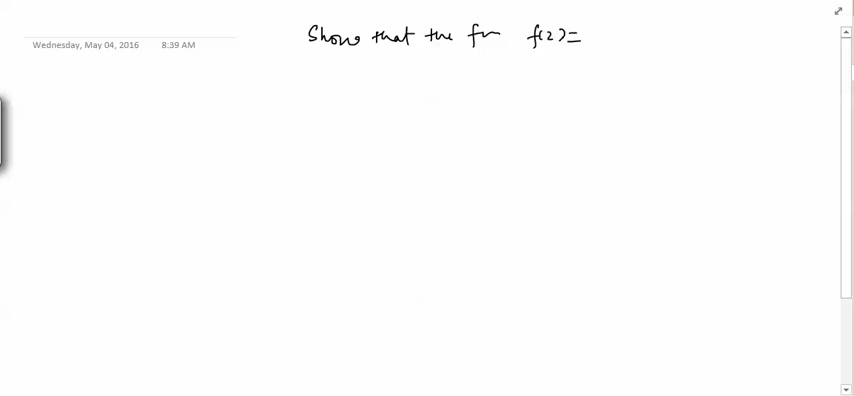 Show that the fn f(z)=
Wednesday, May 04, 2016 8:39 AM